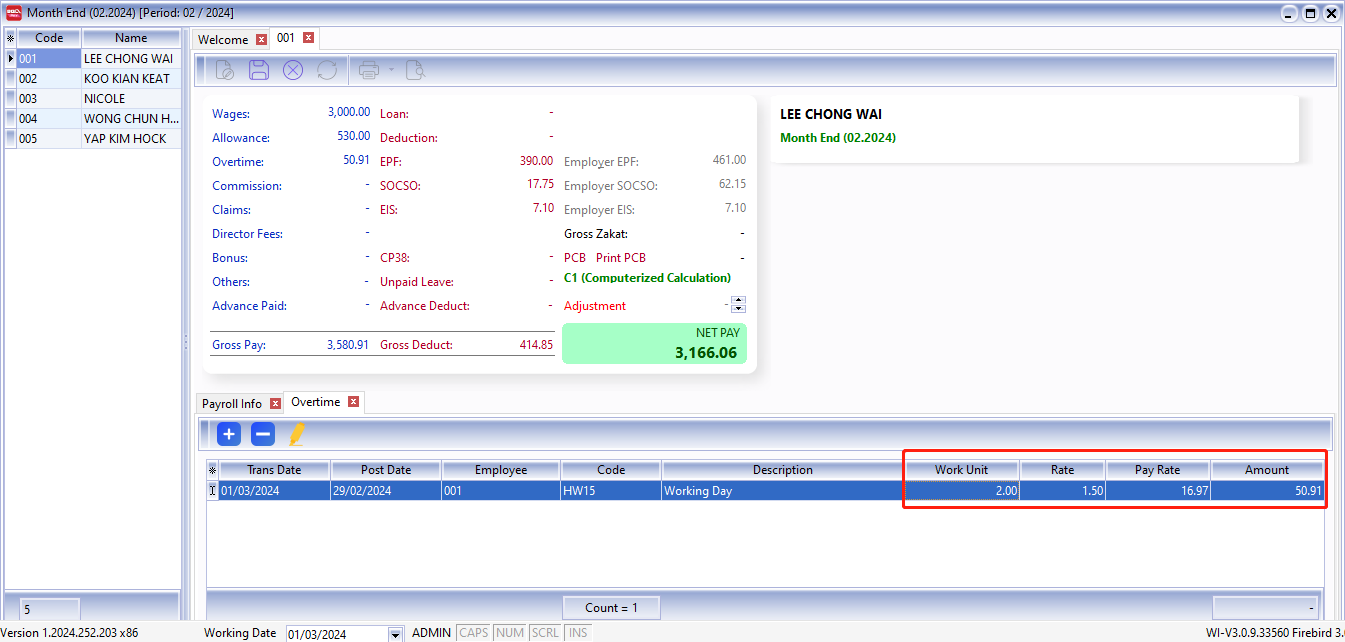 Month End (02.2024) [Period: 02 / 2024]
Code Name
001 LEE CHONG WAI
002 KOO KIAN KEAT
003 NICOLE
004 WONG CHUN H...
005 YAP KIM HOCK
5
Welcome 001
Wages: 3,000.00 Loan: -
Allowance: 530.00 Deduction: -
Overtime: 50.91 EPF: 390.00 Employer EPF: 461.00
Commission: - SOCSO: 17.75 Employer SOCSO: 62.15
Claims: - EIS: 7.10 Employer EIS: 7.10
Director Fees: - Gross Zakat: -
Bonus: - CP38: - PCB Print PCB -
Others: - Unpaid Leave: - C1 (Computerized Calculation)
Advance Paid: - Advance Deduct: - Adjustment -
Gross Pay: 3,580.91 Gross Deduct: 414.85
NET PAY
3,166.06
LEE CHONG WAI
Month End (02.2024)
Payroll Info Overtime
Trans Date Post Date Employee Code Description Work Unit Rate Pay Rate Amount
01/03/2024 29/02/2024 001 HW15 Working Day 2.00 1.50 16.97 50.91
Count = 1 -
Version 1.2024.252.203 x86 Working Date 01/03/2024 ADMIN CAPS NUM SCRL INS WI-V3.0.9.33560 Firebird 3.